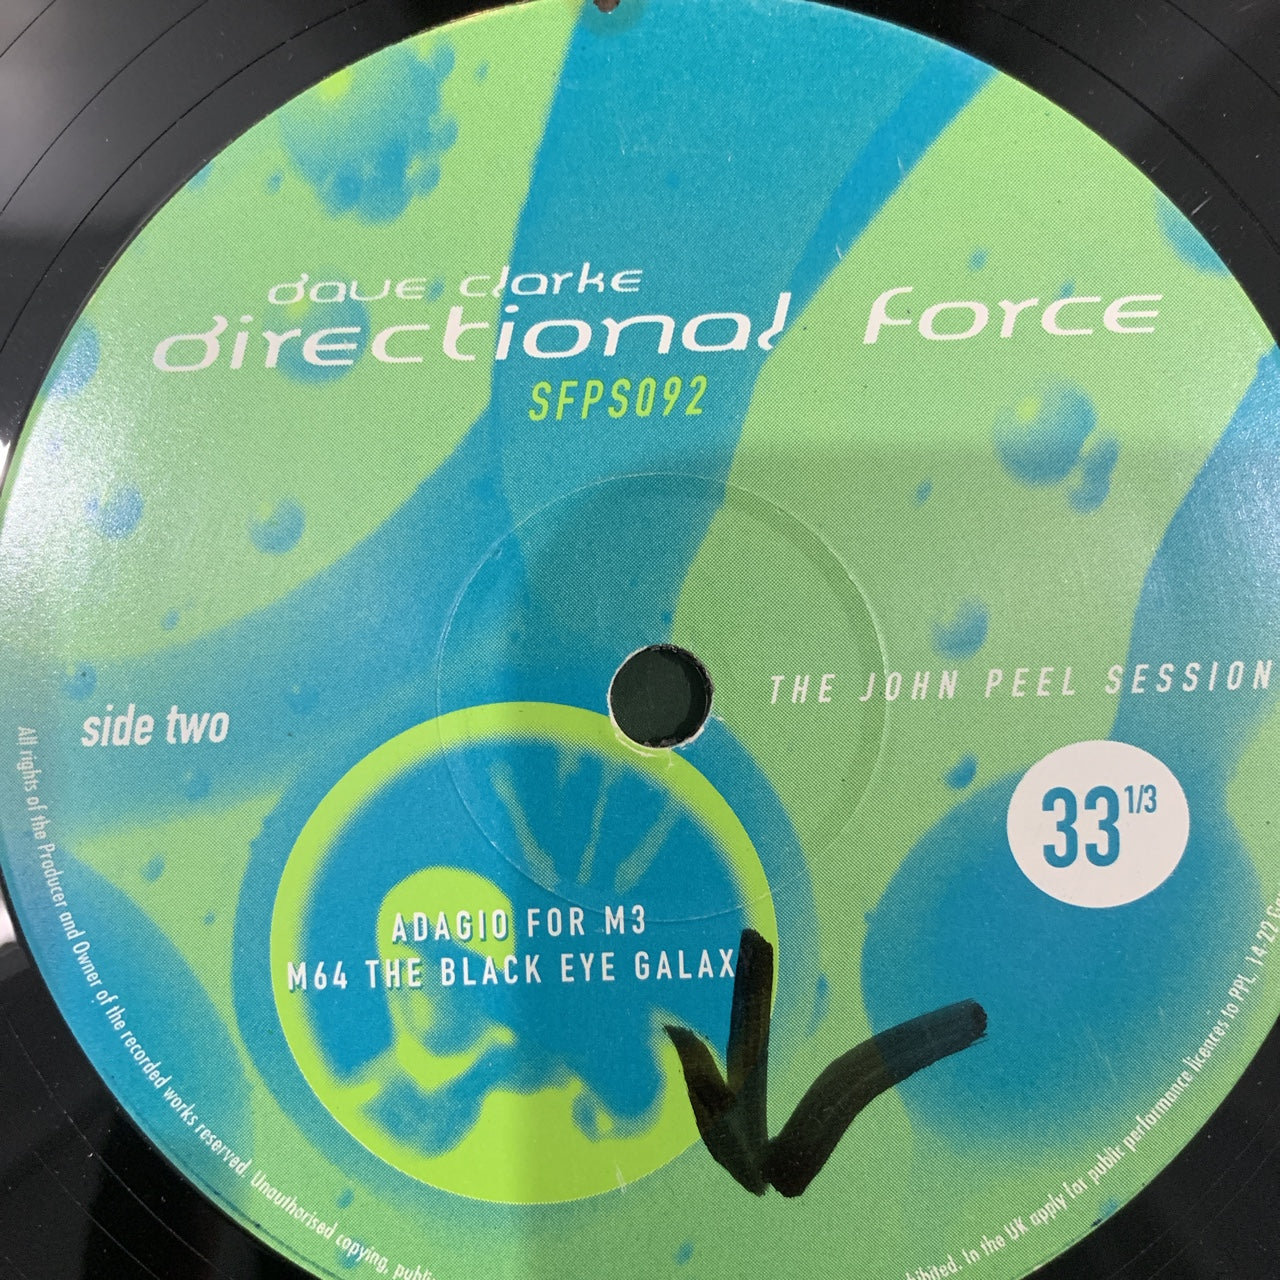 dave clarke
directional force
SFPS092
THE JOHN PEEL SESSION
side two
33 1/3
ADAGIO FOR M3
M64 THE BLACK EYE GALAX
All rights of the Producer and Owner of the recorded works reserved. Unauthorised copying, public
In the UK apply for public performance licences to PPL, 14-22